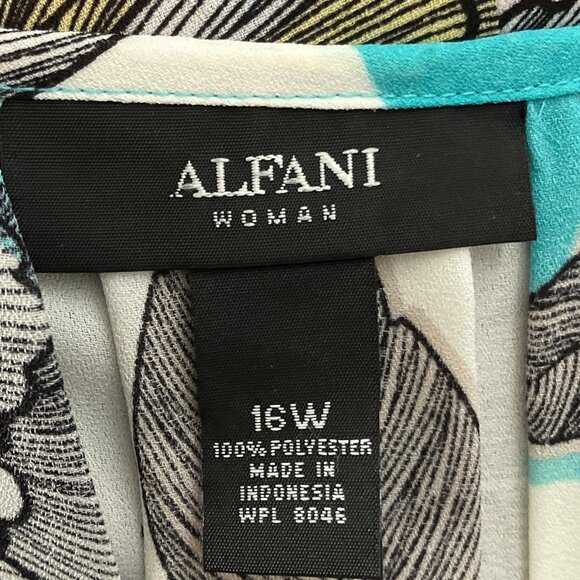 ALFANI
WOMAN
16W
100% POLYESTER
MADE IN
INDONESIA
WPL 8046